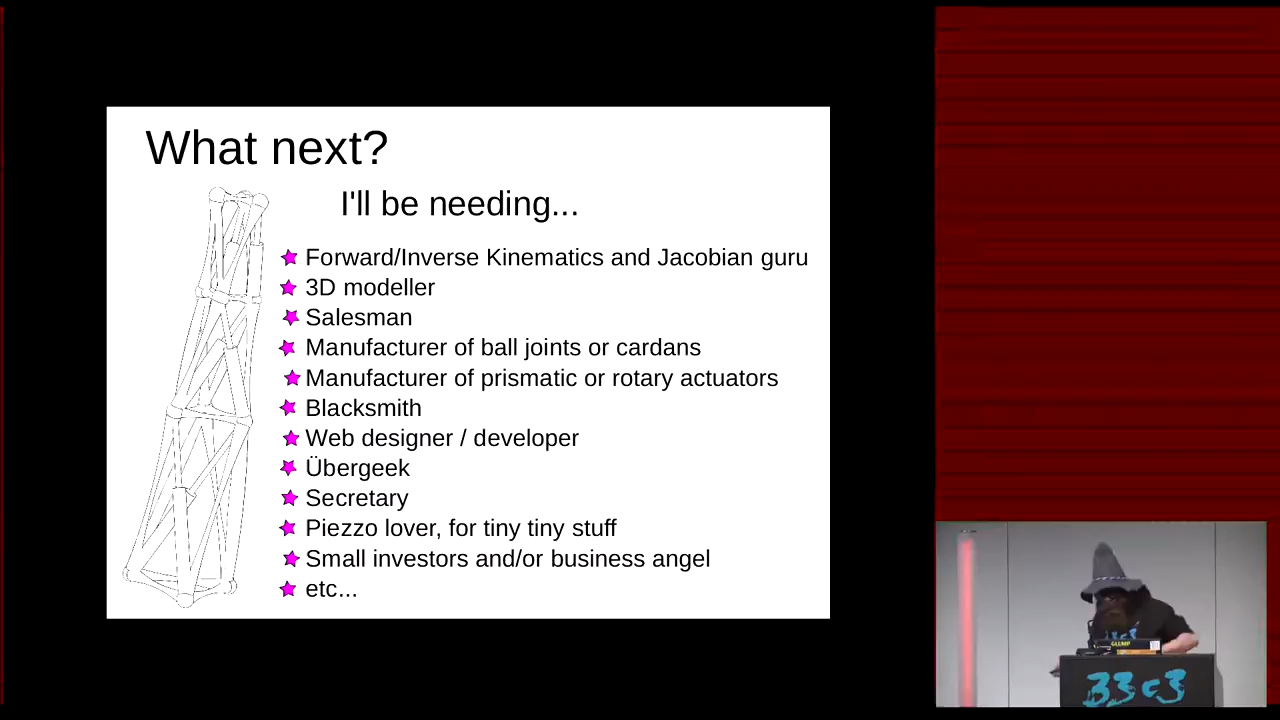 What next?
I'll be needing...
Forward/Inverse Kinematics and Jacobian guru
3D modeller
Salesman
Manufacturer of ball joints or cardans
Manufacturer of prismatic or rotary actuators
Blacksmith
Web designer / developer
Übergeek
Secretary
Piezzo lover, for tiny tiny stuff
Small investors and/or business angel
etc...
GLUMP
33c3